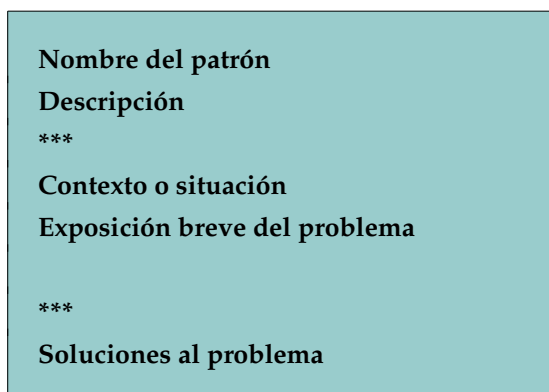 Nombre del patrón
Descripción
***
Contexto o situación
Exposición breve del problema
***
Soluciones al problema